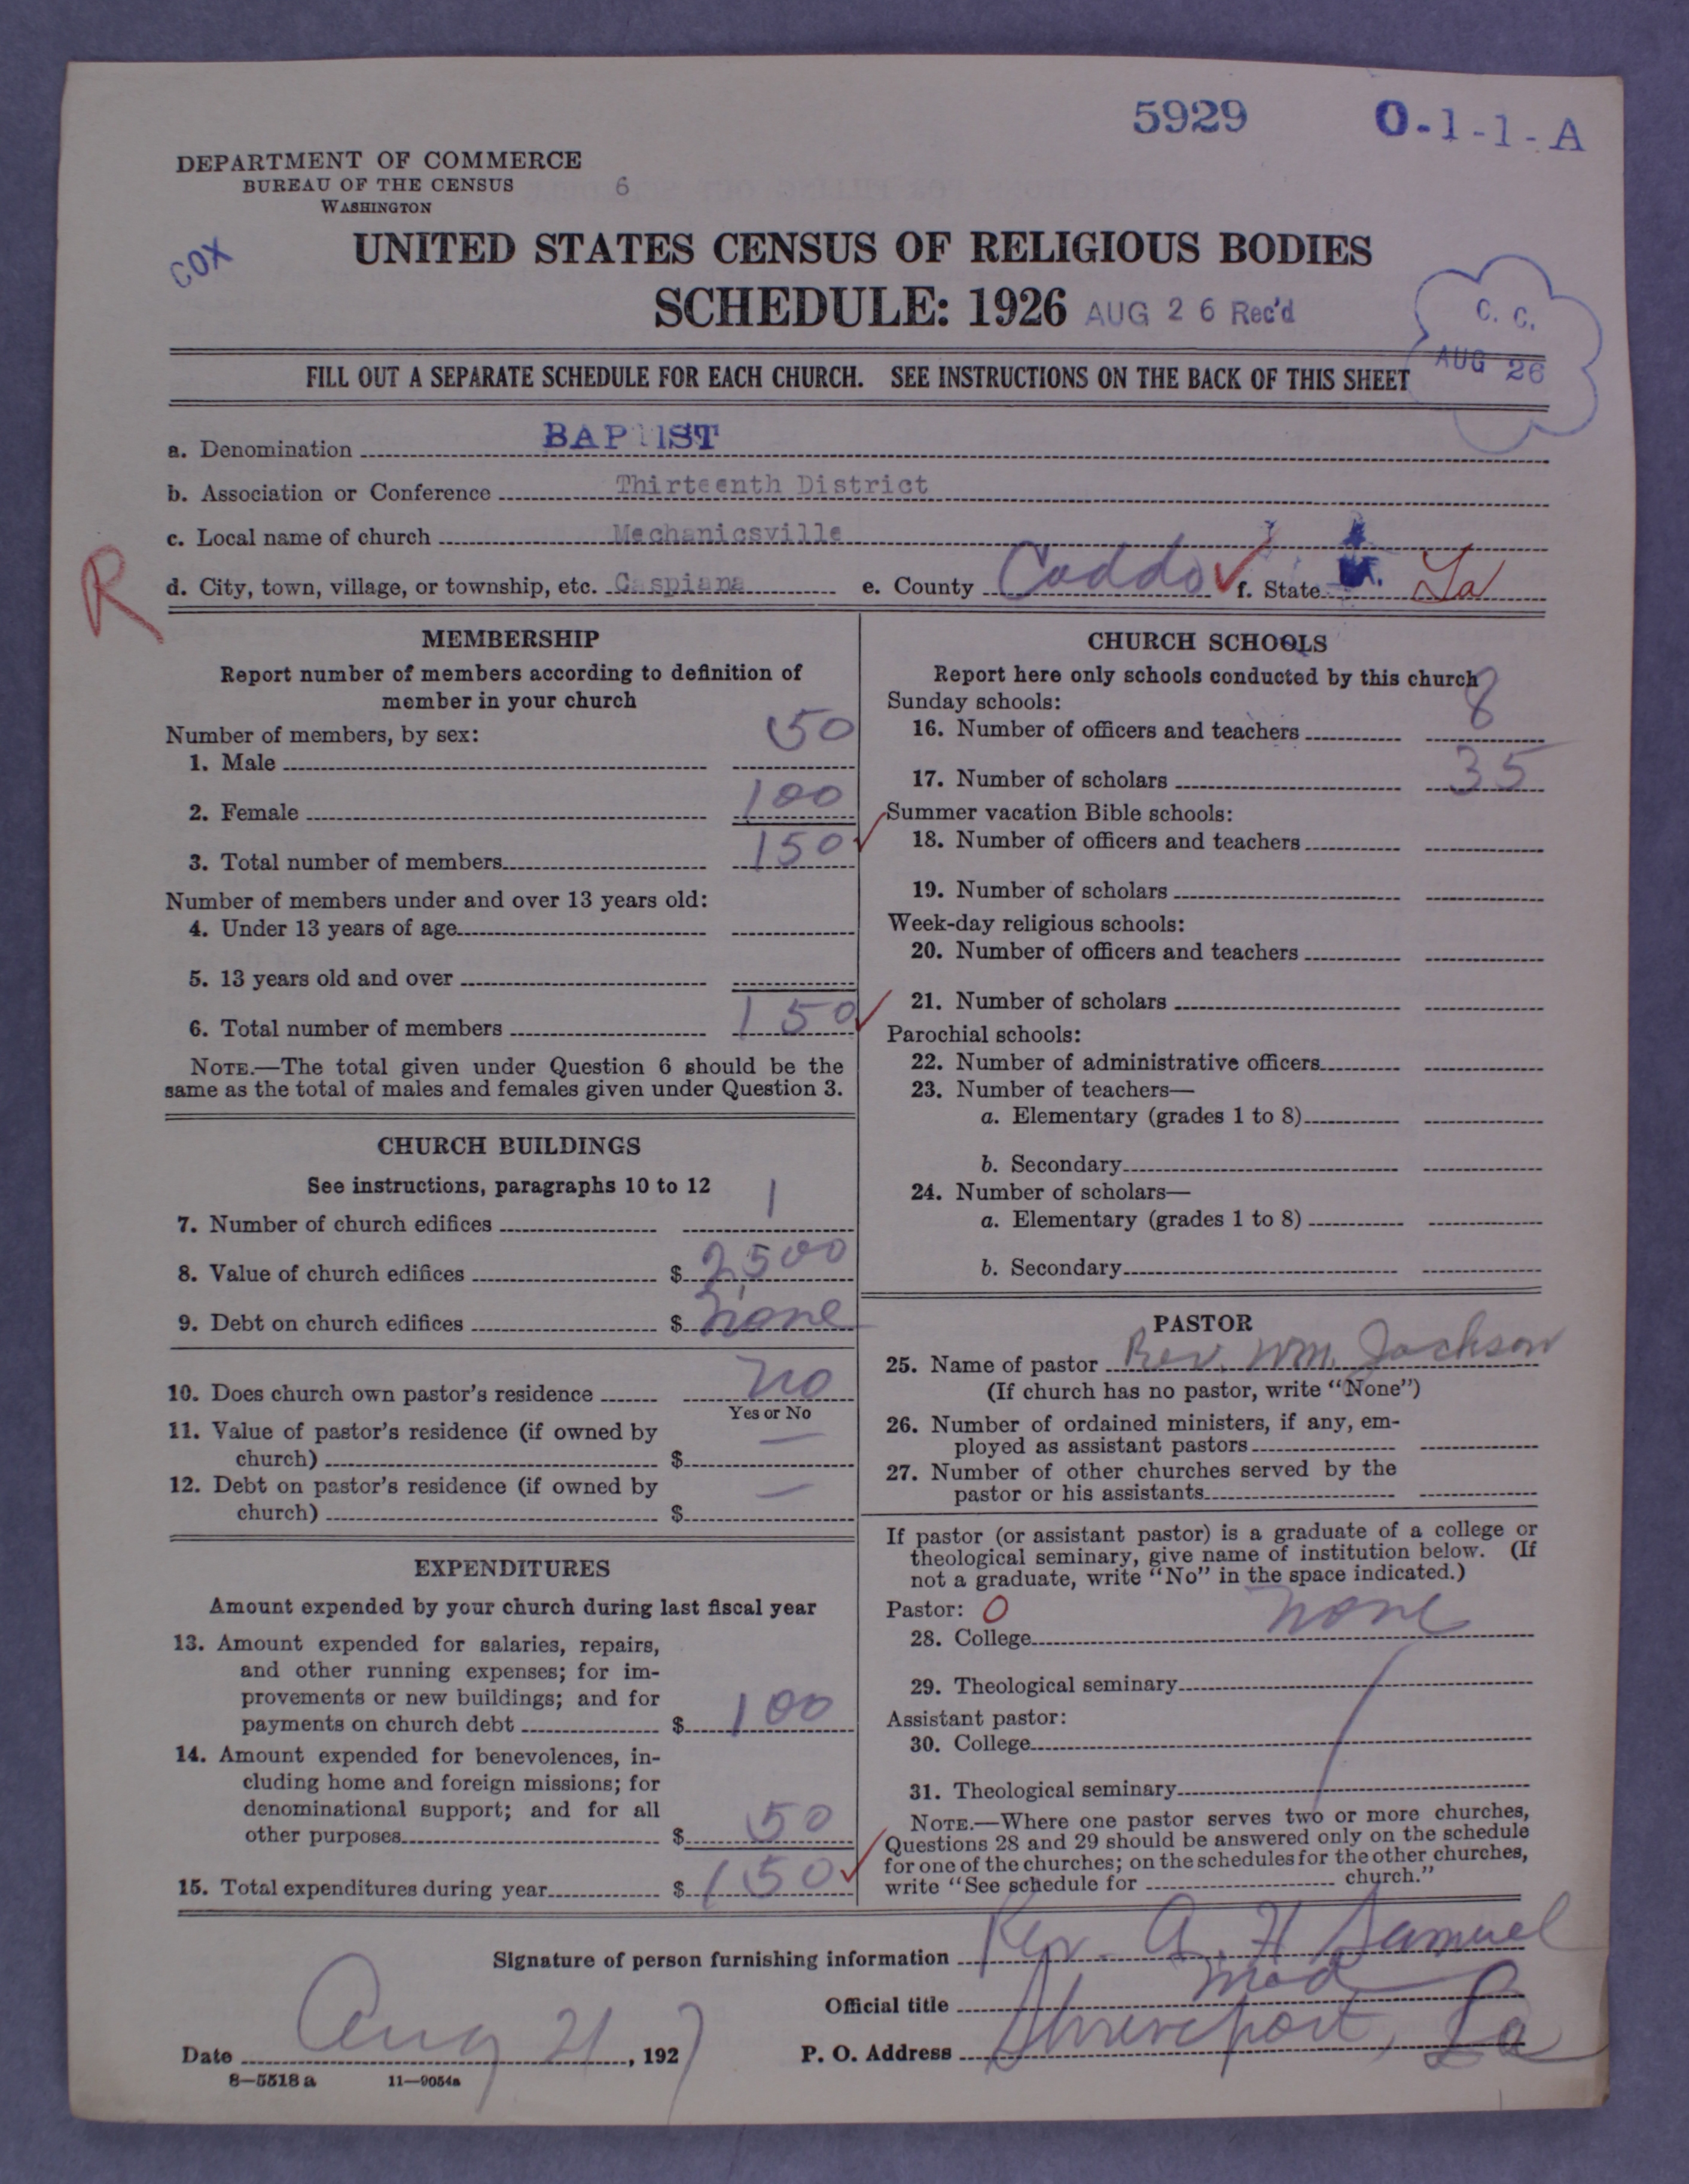 5929 0-1-1-A
DEPARTMENT OF COMMERCE
BUREAU OF THE CENSUS 6
WASHINGTON
COX
UNITED STATES CENSUS OF RELIGIOUS BODIES
SCHEDULE: 1926 AUG 26 Rec'd
C. C.
AUG 26
FILL OUT A SEPARATE SCHEDULE FOR EACH CHURCH. SEE INSTRUCTIONS ON THE BACK OF THIS SHEET
a. Denomination BAPTIST
b. Association or Conference Thirteenth District
c. Local name of church Mechanicsville
R
d. City, town, village, or township, etc. Caspiana e. County Caddo f. State La
MEMBERSHIP
Report number of members according to definition of
member in your church
Number of members, by sex:
1. Male 50
2. Female 100
3. Total number of members 150
Number of members under and over 13 years old:
4. Under 13 years of age
5. 13 years old and over
6. Total number of members 150
NOTE.—The total given under Question 6 should be the
same as the total of males and females given under Question 3.
CHURCH BUILDINGS
See instructions, paragraphs 10 to 12
7. Number of church edifices 1
8. Value of church edifices $ 2,500
9. Debt on church edifices $ none
10. Does church own pastor's residence No
Yes or No
11. Value of pastor's residence (if owned by
church) $ —
12. Debt on pastor's residence (if owned by
church) $ —
EXPENDITURES
Amount expended by your church during last fiscal year
13. Amount expended for salaries, repairs,
and other running expenses; for im-
provements or new buildings; and for
payments on church debt $ 100
14. Amount expended for benevolences, in-
cluding home and foreign missions; for
denominational support; and for all
other purposes $ 50
15. Total expenditures during year $ 150
CHURCH SCHOOLS
Report here only schools conducted by this church
Sunday schools:
16. Number of officers and teachers 8
17. Number of scholars 35
Summer vacation Bible schools:
18. Number of officers and teachers
19. Number of scholars
Week-day religious schools:
20. Number of officers and teachers
21. Number of scholars
Parochial schools:
22. Number of administrative officers
23. Number of teachers—
a. Elementary (grades 1 to 8)
b. Secondary
24. Number of scholars—
a. Elementary (grades 1 to 8)
b. Secondary
PASTOR
25. Name of pastor Rev. Wm. Jackson
(If church has no pastor, write "None")
26. Number of ordained ministers, if any, em-
ployed as assistant pastors
27. Number of other churches served by the
pastor or his assistants
If pastor (or assistant pastor) is a graduate of a college or
theological seminary, give name of institution below. (If
not a graduate, write "No" in the space indicated.)
Pastor: 0
28. College none
29. Theological seminary
Assistant pastor:
30. College
31. Theological seminary
NOTE.—Where one pastor serves two or more churches,
Questions 28 and 29 should be answered only on the schedule
for one of the churches; on the schedules for the other churches,
write "See schedule for church."
Signature of person furnishing information Rev. A. H Samuel
Official title Mod
Date Aug 21, 1927 P. O. Address Shreveport, La
8—5518 a 11—9054a